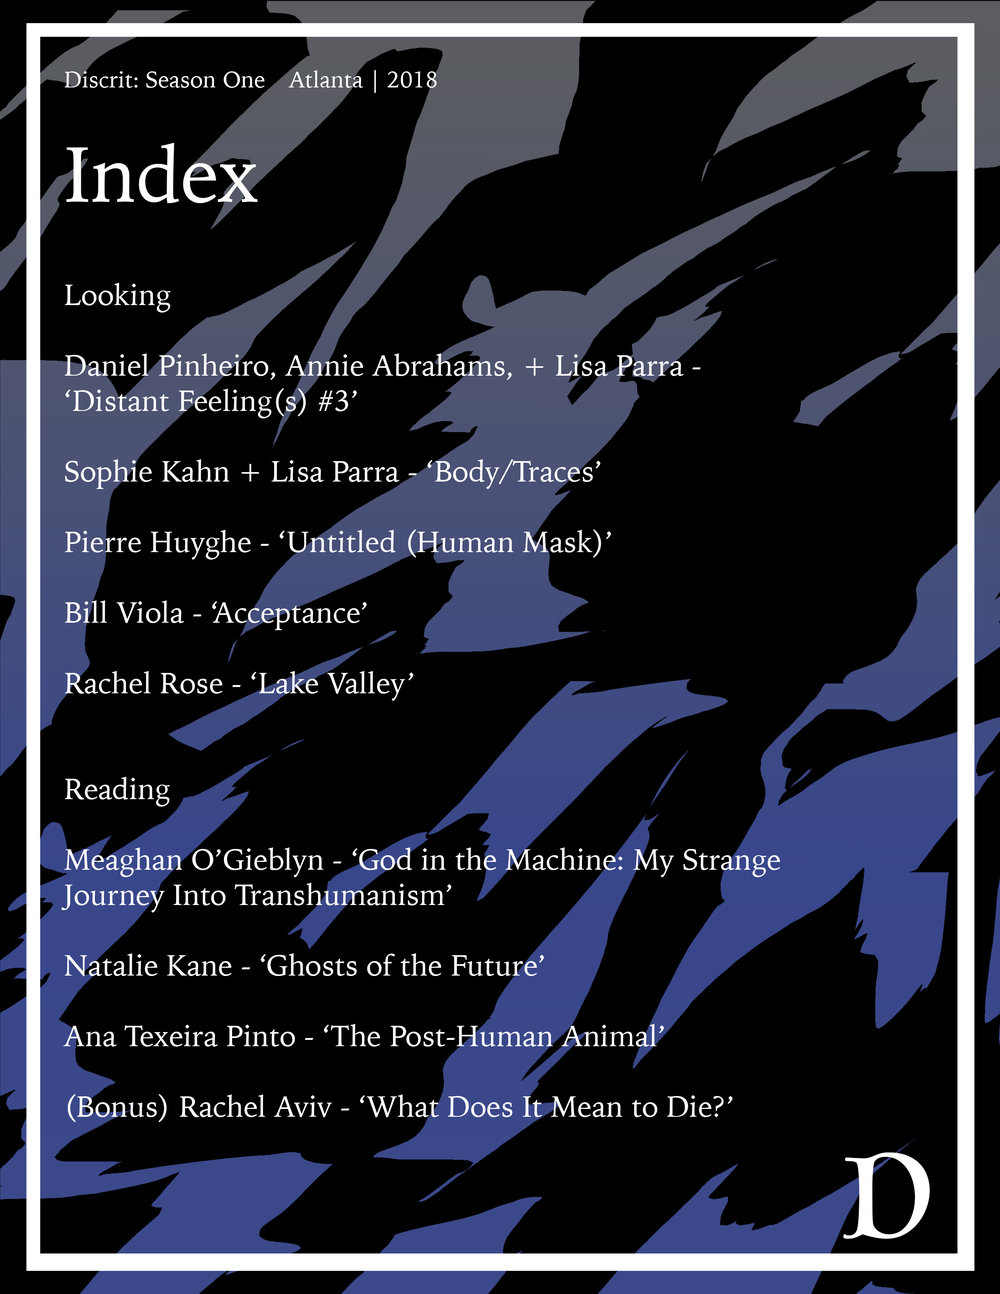 Discrit: Season One Atlanta | 2018
Index
Looking
Daniel Pinheiro, Annie Abrahams, + Lisa Parra -
‘Distant Feeling(s) #3’
Sophie Kahn + Lisa Parra - ‘Body/Traces’
Pierre Huyghe - ‘Untitled (Human Mask)’
Bill Viola - ‘Acceptance’
Rachel Rose - ‘Lake Valley’
Reading
Meaghan O’Gieblyn - ‘God in the Machine: My Strange
Journey Into Transhumanism’
Natalie Kane - ‘Ghosts of the Future’
Ana Texeira Pinto - ‘The Post-Human Animal’
(Bonus) Rachel Aviv - ‘What Does It Mean to Die?’
D